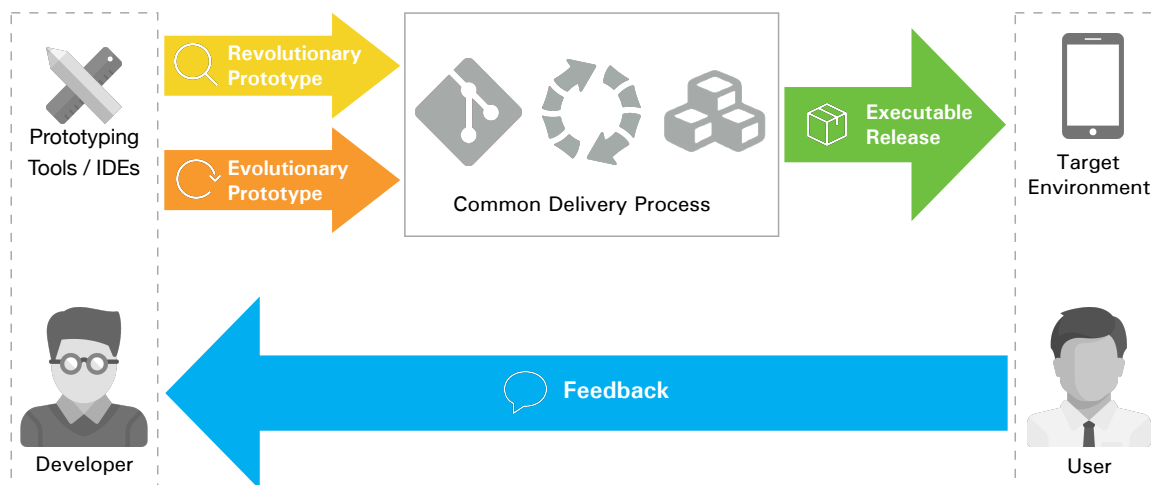 Revolutionary
Prototype
Prototyping
Tools / IDEs
Evolutionary
Prototype
Common Delivery Process
Executable
Release
Target
Environment
Feedback
Developer
User